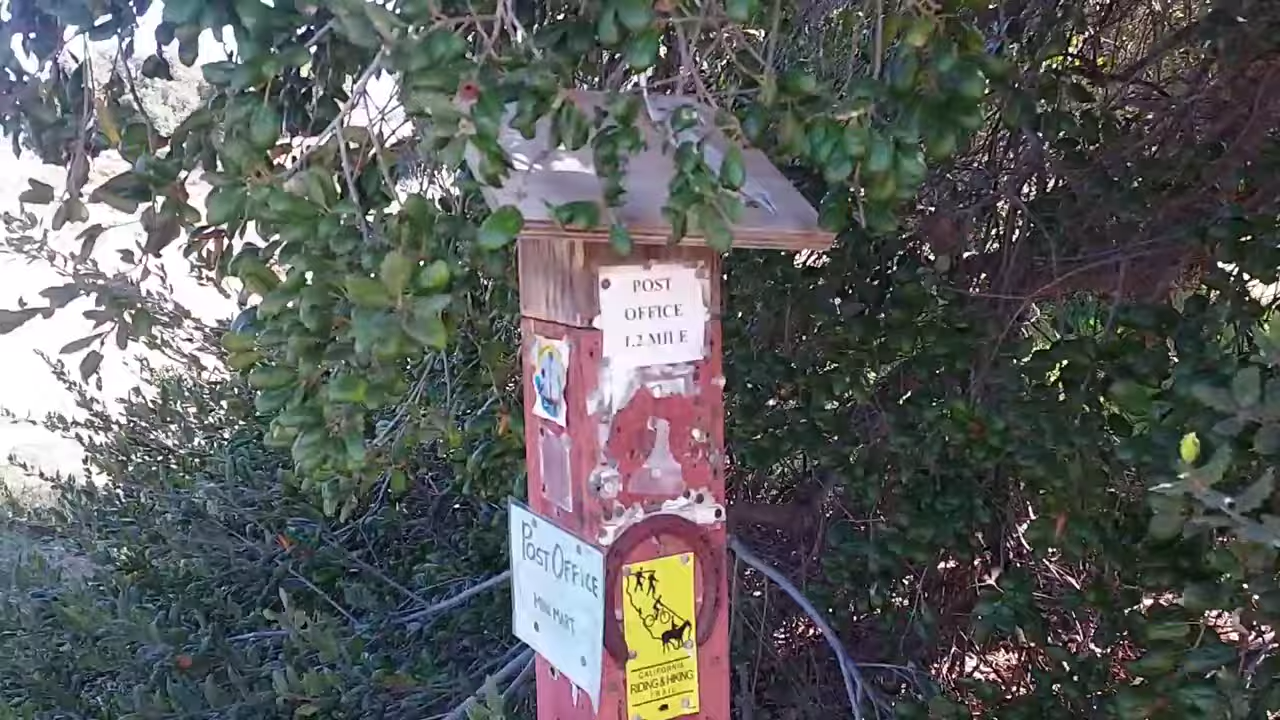 POST
OFFICE
1.2 MILE
POST OFFICE
MINI MART
CALIFORNIA
RIDING & HIKING
TRAIL